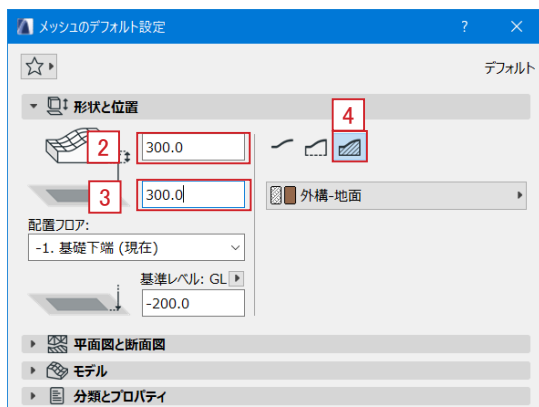 メッシュのデフォルト設定 ? ×
デフォルト
形状と位置
4
2 300.0
3 300.0
外構-地面
配置フロア:
-1. 基礎下端 (現在)
基準レベル: GL
-200.0
平面図と断面図
モデル
分類とプロパティ